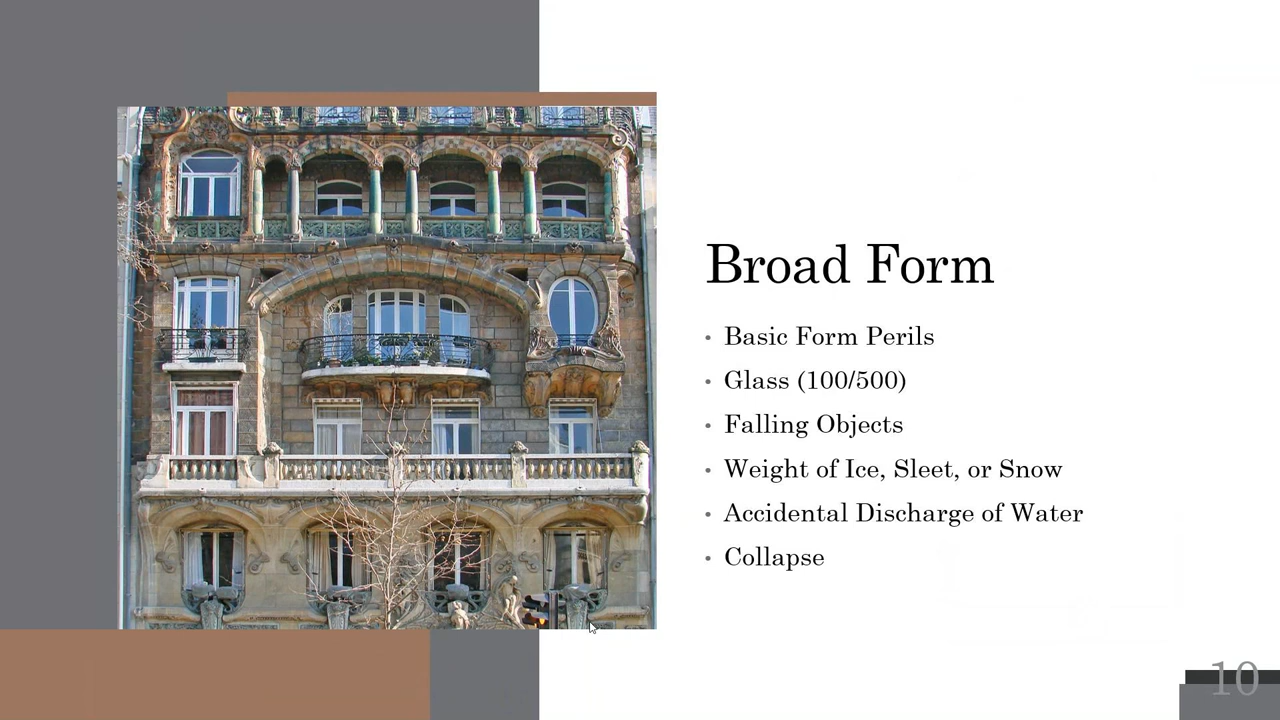 Broad Form
• Basic Form Perils
• Glass (100/500)
• Falling Objects
• Weight of Ice, Sleet, or Snow
• Accidental Discharge of Water
• Collapse
10